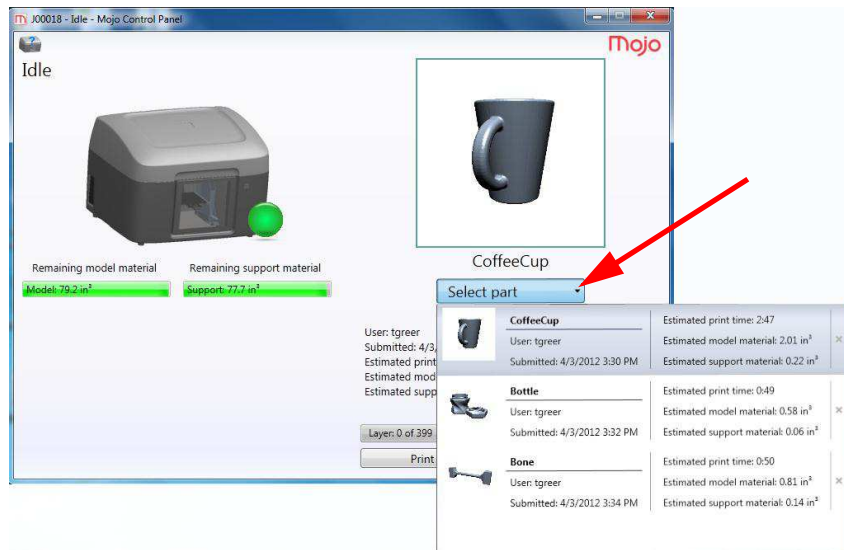 J00018 - Idle - Mojo Control Panel
mojo
Idle
CoffeeCup
Remaining model material
Remaining support material
Model: 79.2 in³
Support: 77.7 in³
Select part
CoffeeCup
User: tgreer
Submitted: 4/3/2012 3:30 PM
Estimated print time: 2:47
Estimated model material: 2.01 in³
Estimated support material: 0.22 in³
Bottle
User: tgreer
Submitted: 4/3/2012 3:32 PM
Estimated print time: 0:49
Estimated model material: 0.58 in³
Estimated support material: 0.06 in³
Bone
User: tgreer
Submitted: 4/3/2012 3:34 PM
Estimated print time: 0:50
Estimated model material: 0.81 in³
Estimated support material: 0.14 in³
User: tgreer
Submitted: 4/3/
Estimated print
Estimated mod
Estimated supp
Layer: 0 of 399
Print